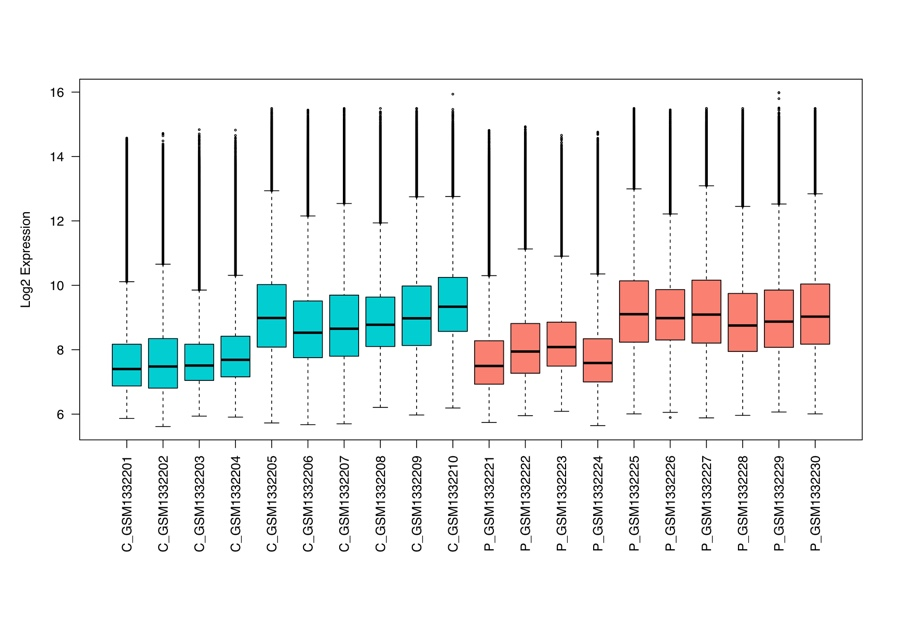 16
14
12
10
8
6
Log2 Expression
C_GSM1332201
C_GSM1332202
C_GSM1332203
C_GSM1332204
C_GSM1332205
C_GSM1332206
C_GSM1332207
C_GSM1332208
C_GSM1332209
C_GSM1332210
P_GSM1332221
P_GSM1332222
P_GSM1332223
P_GSM1332224
P_GSM1332225
P_GSM1332226
P_GSM1332227
P_GSM1332228
P_GSM1332229
P_GSM1332230